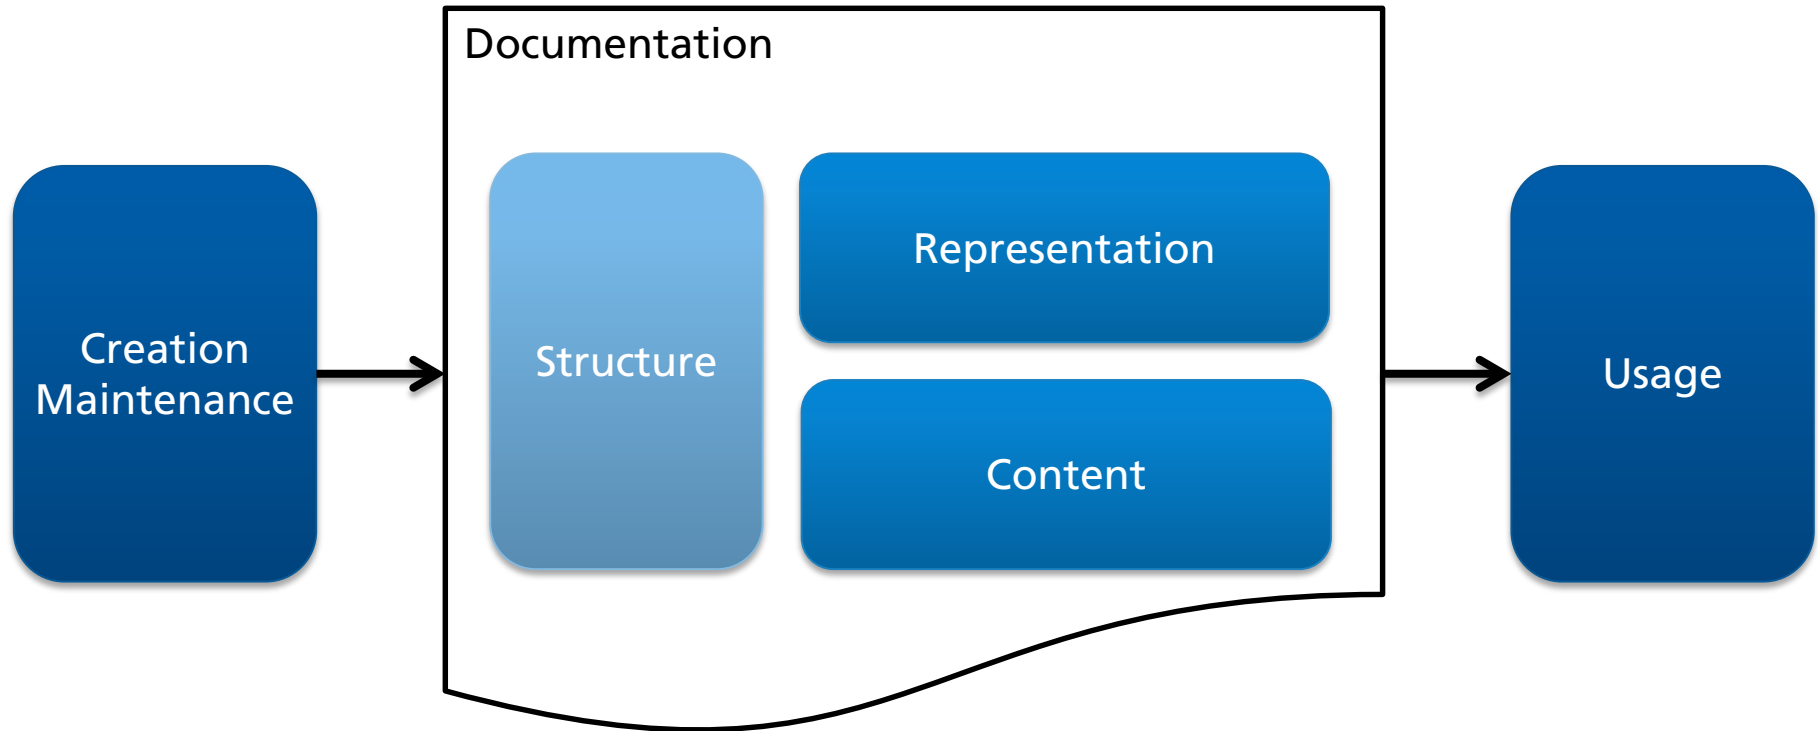 Documentation
Creation
Maintenance
Structure
Representation
Content
Usage